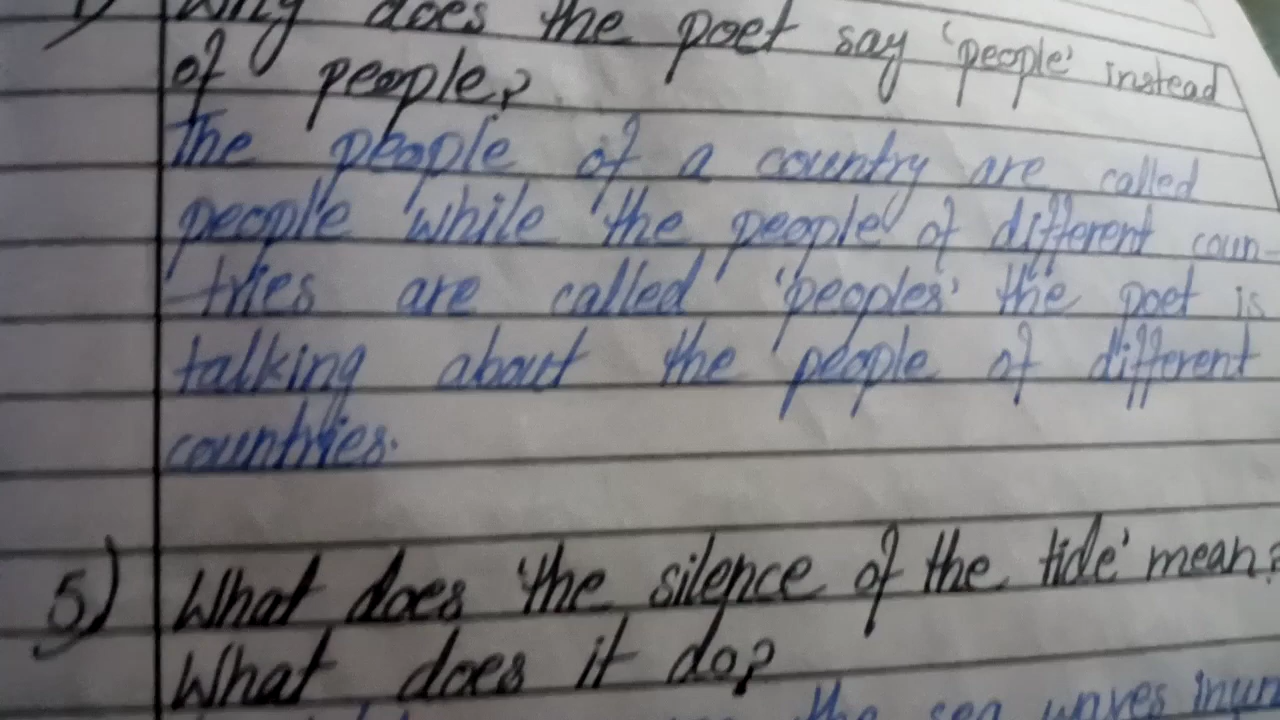 Why does the poet say 'people' instead
of people?
The people of a country are called
people while the people of different coun-
tries are called 'peoples' the poet is
talking about the people of different
countries.
5) What does 'the silence of the tide' mean?
What does it do?
the sea waves